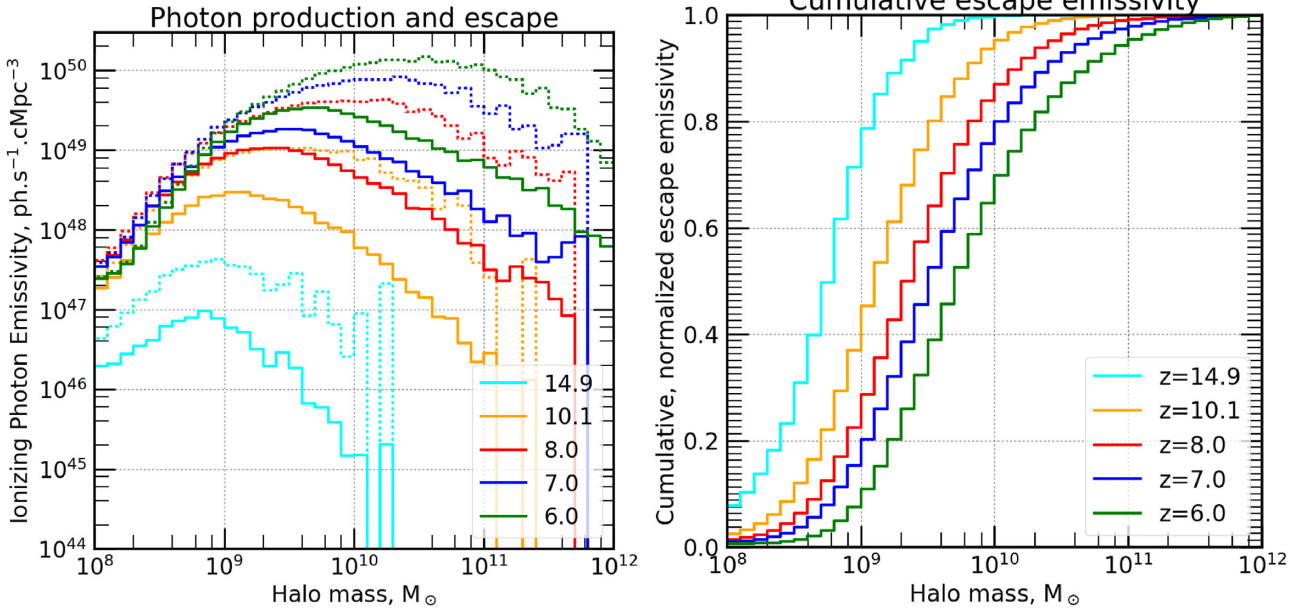 Photon production and escape
Ionizing Photon Emissivity, ph.s⁻¹.cMpc⁻³
10⁵⁰
10⁴⁹
10⁴⁸
10⁴⁷
10⁴⁶
10⁴⁵
10⁴⁴
14.9
10.1
8.0
7.0
6.0
10⁸
10⁹
10¹⁰
10¹¹
10¹²
Halo mass, M⊙
Cumulative escape emissivity
Cumulative, normalized escape emissivity
1.0
0.8
0.6
0.4
0.2
0.0
z=14.9
z=10.1
z=8.0
z=7.0
z=6.0
10⁸
10⁹
10¹⁰
10¹¹
10¹²
Halo mass, M⊙